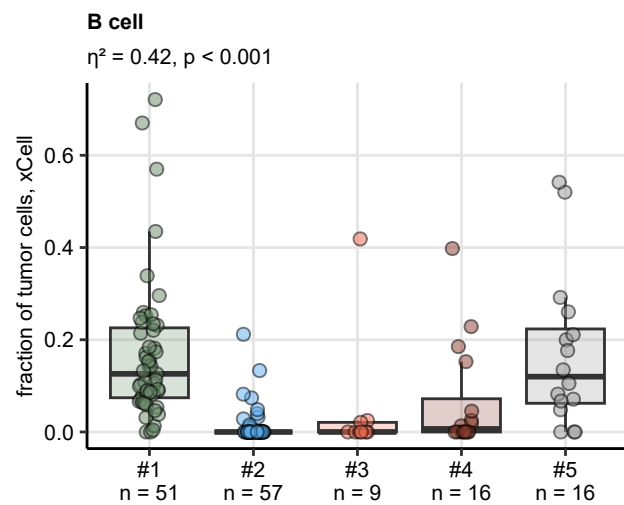 B cell
η² = 0.42, p < 0.001
fraction of tumor cells, xCell
0.6
0.4
0.2
0.0
#1 #2 #3 #4 #5
n = 51 n = 57 n = 9 n = 16 n = 16